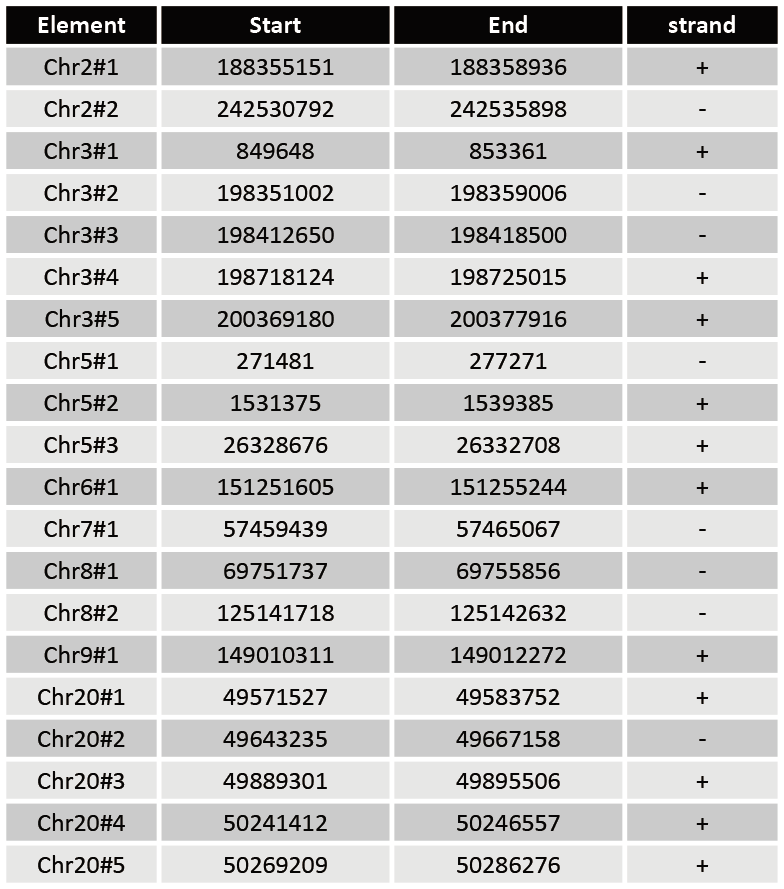 Element Start End strand
Chr2#1 188355151 188358936 +
Chr2#2 242530792 242535898 -
Chr3#1 849648 853361 +
Chr3#2 198351002 198359006 -
Chr3#3 198412650 198418500 -
Chr3#4 198718124 198725015 +
Chr3#5 200369180 200377916 +
Chr5#1 271481 277271 -
Chr5#2 1531375 1539385 +
Chr5#3 26328676 26332708 +
Chr6#1 151251605 151255244 +
Chr7#1 57459439 57465067 -
Chr8#1 69751737 69755856 -
Chr8#2 125141718 125142632 -
Chr9#1 149010311 149012272 +
Chr20#1 49571527 49583752 +
Chr20#2 49643235 49667158 -
Chr20#3 49889301 49895506 +
Chr20#4 50241412 50246557 +
Chr20#5 50269209 50286276 +